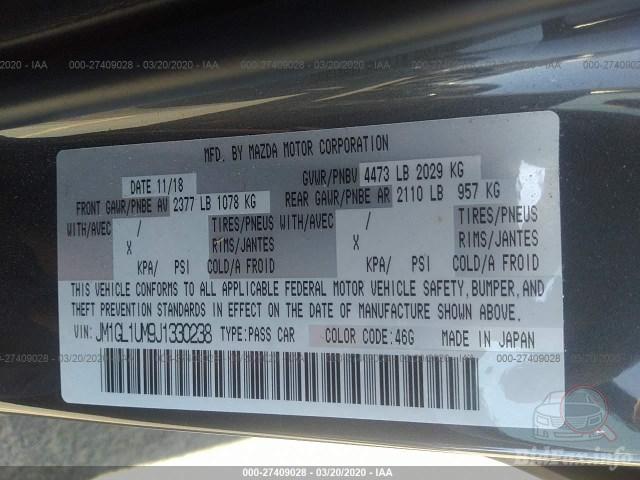 000-27409028 - 03/20/2020 - IAA
MFD. BY MAZDA MOTOR CORPORATION
DATE 11/18
GVWR/PNBV 4473 LB 2029 KG
FRONT GAWR/PNBE AV 2377 LB 1078 KG
REAR GAWR/PNBE AR 2110 LB 957 KG
WITH/AVEC / TIRES/PNEUS WITH/AVEC / TIRES/PNEUS
X RIMS/JANTES X RIMS/JANTES
KPA/ PSI COLD/A FROID KPA/ PSI COLD/A FROID
THIS VEHICLE CONFORMS TO ALL APPLICABLE FEDERAL MOTOR VEHICLE SAFETY, BUMPER, AND
THEFT PREVENTION STANDARDS IN EFFECT ON THE DATE OF MANUFACTURE SHOWN ABOVE.
VIN: JM1GL1UM9J1330238 TYPE:PASS CAR COLOR CODE:46G MADE IN JAPAN
BidFax.info
000-27409028 - 03/20/2020 - IAA